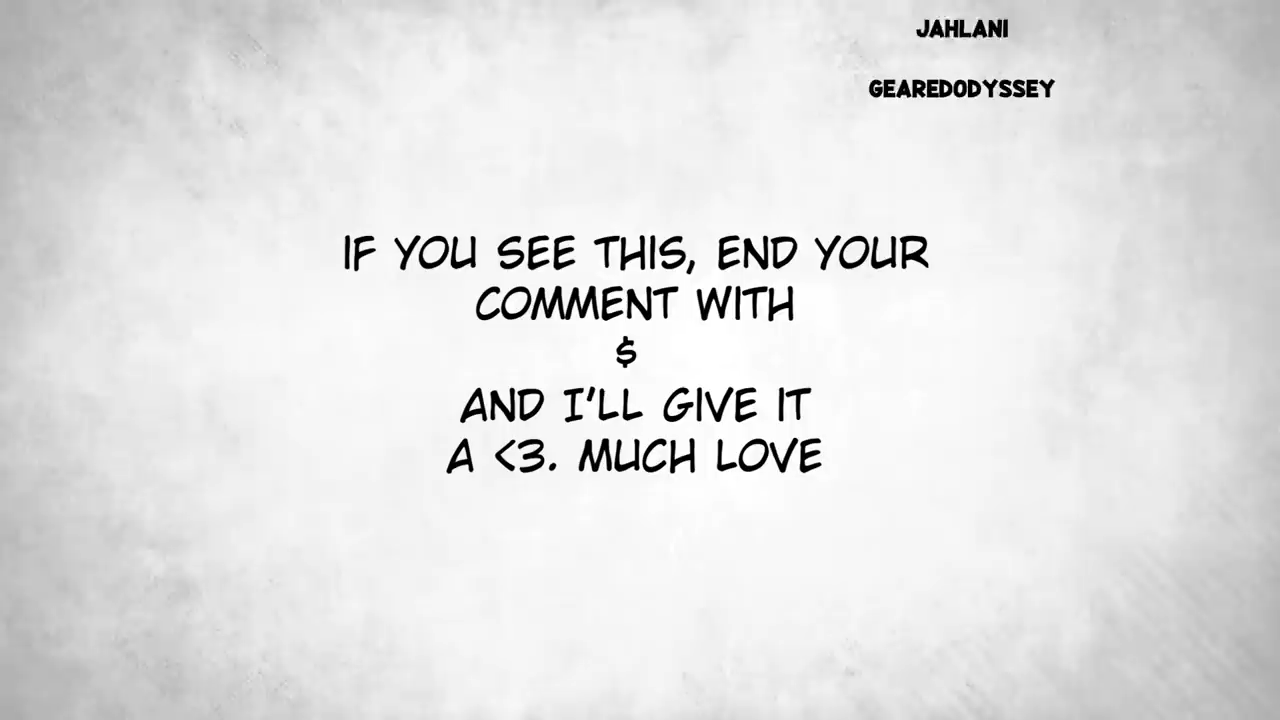 JAHLANI
GEAREDODYSSEY
IF YOU SEE THIS, END YOUR
COMMENT WITH
$
AND I'LL GIVE IT
A <3. MUCH LOVE